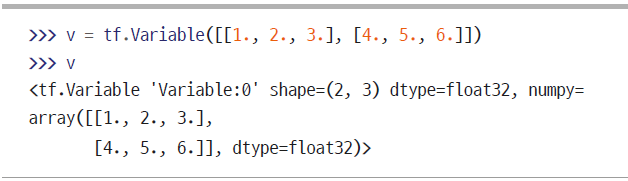 >>> v = tf.Variable([[1., 2., 3.], [4., 5., 6.]])
>>> v
<tf.Variable 'Variable:0' shape=(2, 3) dtype=float32, numpy=
array([[1., 2., 3.],
       [4., 5., 6.]], dtype=float32)>